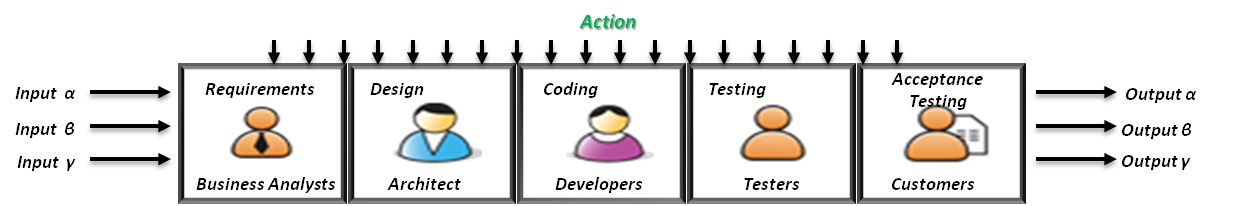 Action
Input α
Input β
Input γ
Requirements
Business Analysts
Design
Architect
Coding
Developers
Testing
Testers
Acceptance
Testing
Customers
Output α
Output β
Output γ